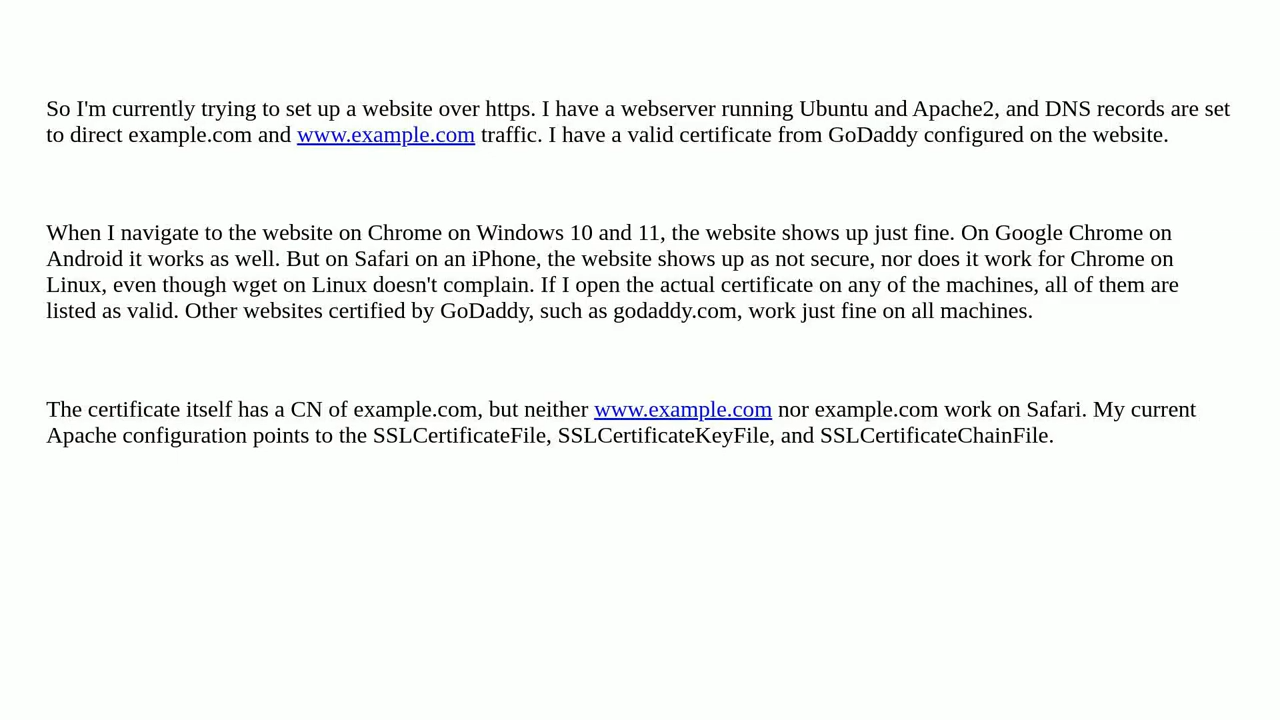 So I'm currently trying to set up a website over https. I have a webserver running Ubuntu and Apache2, and DNS records are set
to direct example.com and www.example.com traffic. I have a valid certificate from GoDaddy configured on the website.
When I navigate to the website on Chrome on Windows 10 and 11, the website shows up just fine. On Google Chrome on
Android it works as well. But on Safari on an iPhone, the website shows up as not secure, nor does it work for Chrome on
Linux, even though wget on Linux doesn't complain. If I open the actual certificate on any of the machines, all of them are
listed as valid. Other websites certified by GoDaddy, such as godaddy.com, work just fine on all machines.
The certificate itself has a CN of example.com, but neither www.example.com nor example.com work on Safari. My current
Apache configuration points to the SSLCertificateFile, SSLCertificateKeyFile, and SSLCertificateChainFile.